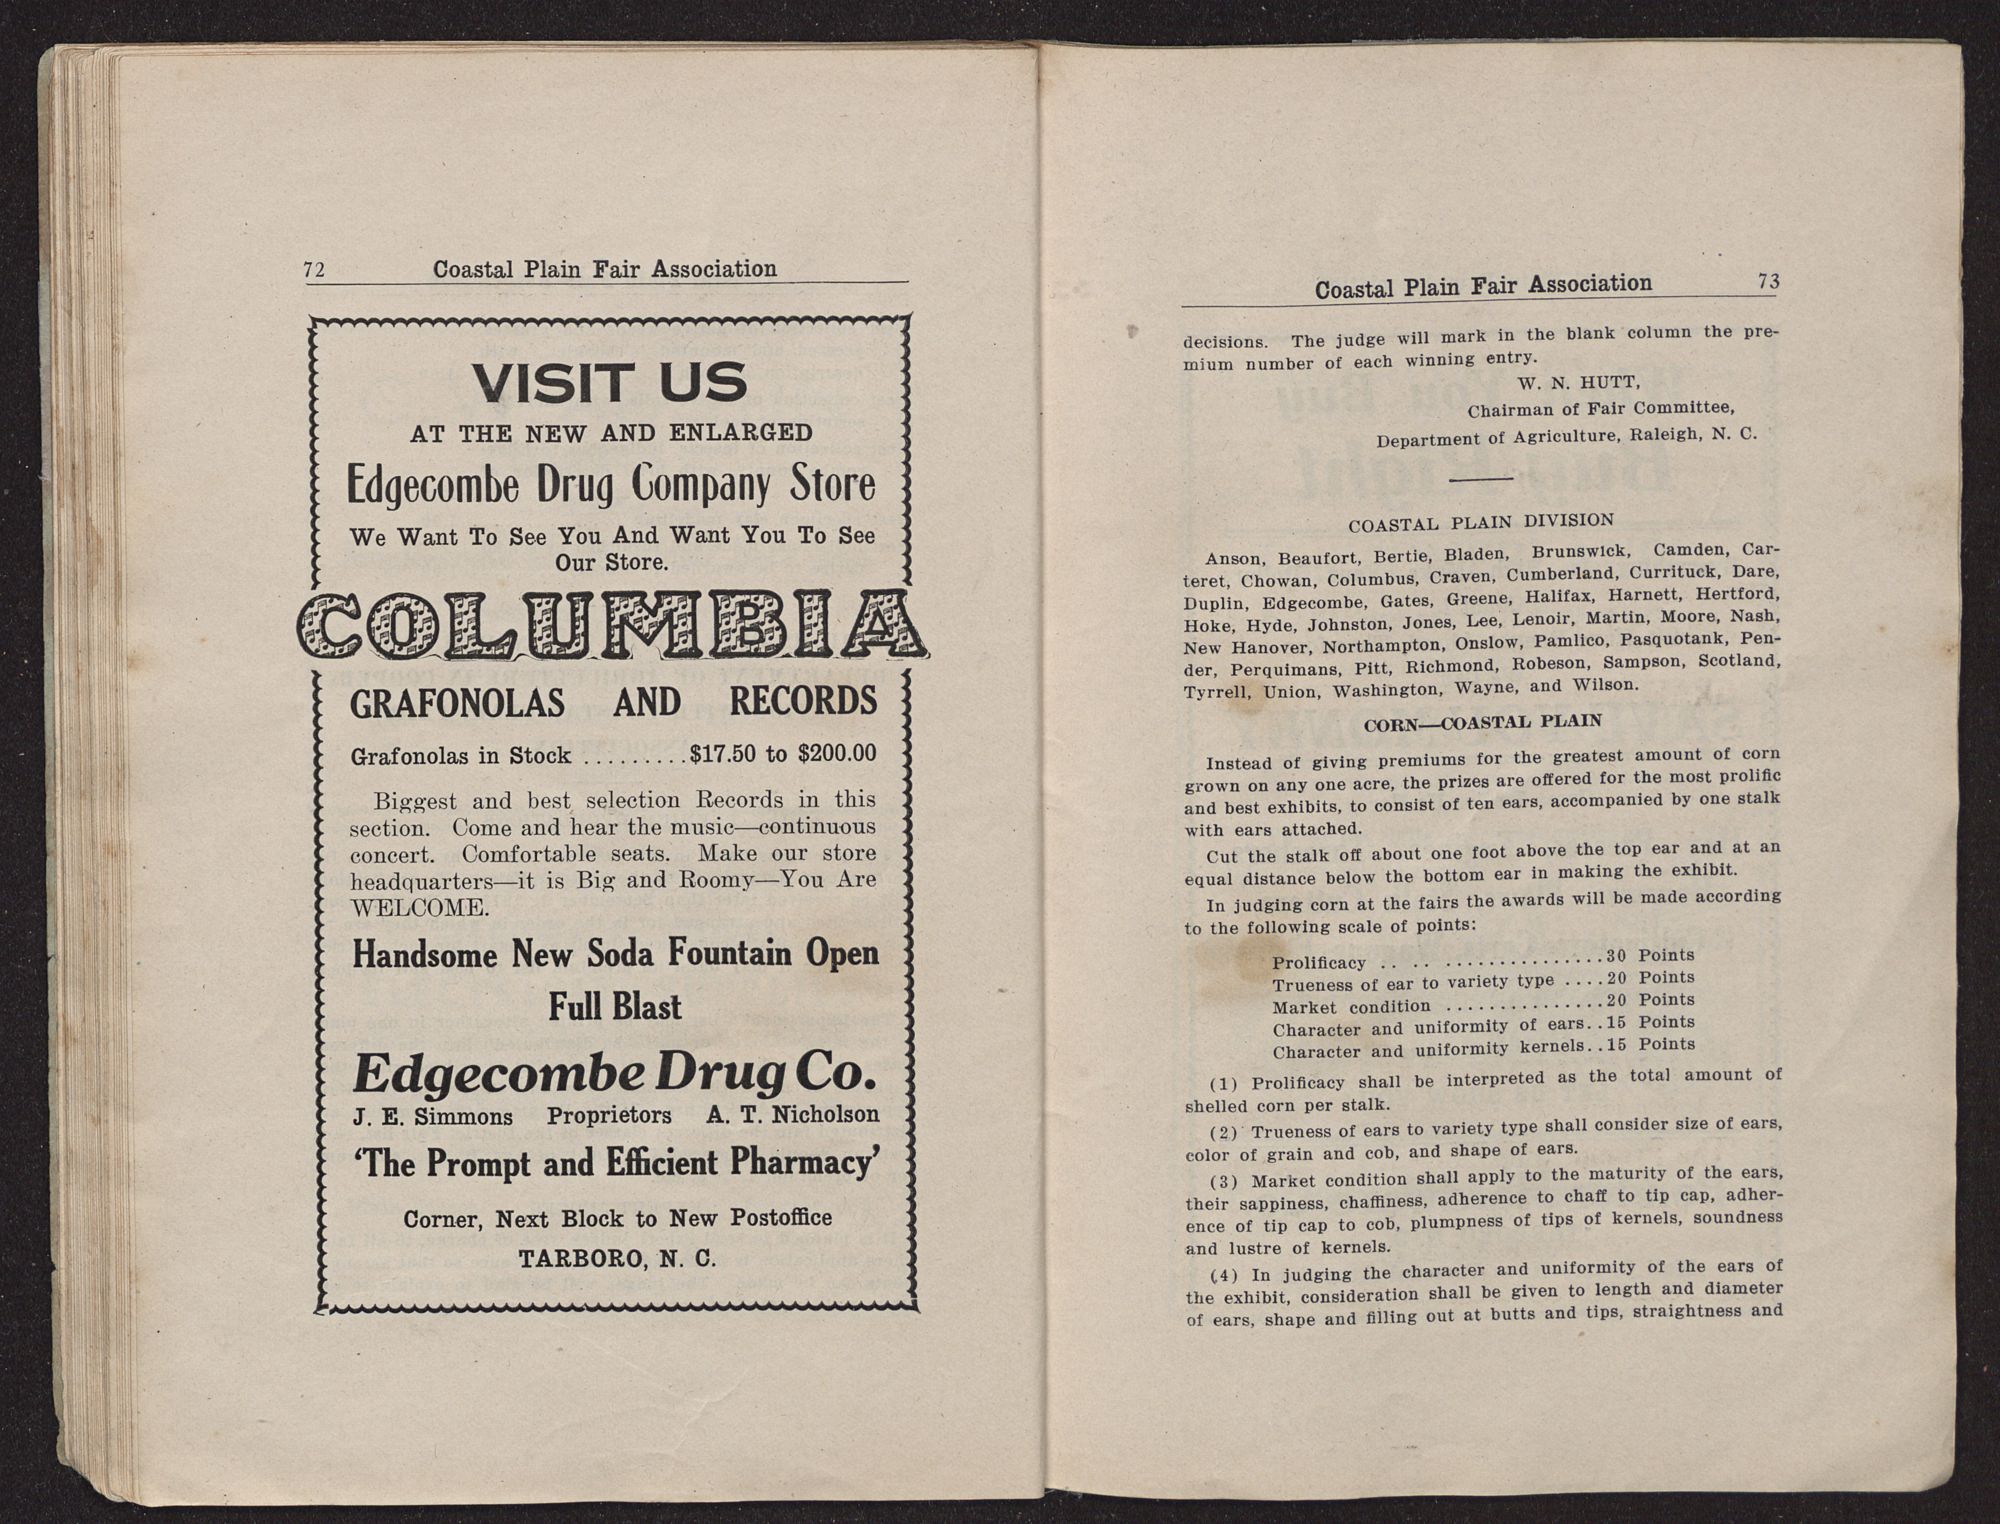 72 Coastal Plain Fair Association
VISIT US
AT THE NEW AND ENLARGED
Edgecombe Drug Company Store
We Want To See You And Want You To See
Our Store.
COLUMBIA
GRAFONOLAS AND RECORDS
Grafonolas in Stock .........$17.50 to $200.00
Biggest and best selection Records in this
section. Come and hear the music—continuous
concert. Comfortable seats. Make our store
headquarters—it is Big and Roomy—You Are
WELCOME.
Handsome New Soda Fountain Open
Full Blast
Edgecombe Drug Co.
J. E. Simmons Proprietors A. T. Nicholson
'The Prompt and Efficient Pharmacy'
Corner, Next Block to New Postoffice
TARBORO, N. C.
Coastal Plain Fair Association 73
decisions. The judge will mark in the blank column the pre-
mium number of each winning entry.
W. N. HUTT,
Chairman of Fair Committee,
Department of Agriculture, Raleigh, N. C.
COASTAL PLAIN DIVISION
Anson, Beaufort, Bertie, Bladen, Brunswick, Camden, Car-
teret, Chowan, Columbus, Craven, Cumberland, Currituck, Dare,
Duplin, Edgecombe, Gates, Greene, Halifax, Harnett, Hertford,
Hoke, Hyde, Johnston, Jones, Lee, Lenoir, Martin, Moore, Nash,
New Hanover, Northampton, Onslow, Pamlico, Pasquotank, Pen-
der, Perquimans, Pitt, Richmond, Robeson, Sampson, Scotland,
Tyrrell, Union, Washington, Wayne, and Wilson.
CORN—COASTAL PLAIN
Instead of giving premiums for the greatest amount of corn
grown on any one acre, the prizes are offered for the most prolific
and best exhibits, to consist of ten ears, accompanied by one stalk
with ears attached.
Cut the stalk off about one foot above the top ear and at an
equal distance below the bottom ear in making the exhibit.
In judging corn at the fairs the awards will be made according
to the following scale of points:
Prolificacy .. .. ...............30 Points
Trueness of ear to variety type ....20 Points
Market condition ...............20 Points
Character and uniformity of ears..15 Points
Character and uniformity kernels..15 Points
(1) Prolificacy shall be interpreted as the total amount of
shelled corn per stalk.
(2) Trueness of ears to variety type shall consider size of ears,
color of grain and cob, and shape of ears.
(3) Market condition shall apply to the maturity of the ears,
their sappiness, chaffiness, adherence to chaff to tip cap, adher-
ence of tip cap to cob, plumpness of tips of kernels, soundness
and lustre of kernels.
(4) In judging the character and uniformity of the ears of
the exhibit, consideration shall be given to length and diameter
of ears, shape and filling out at butts and tips, straightness and